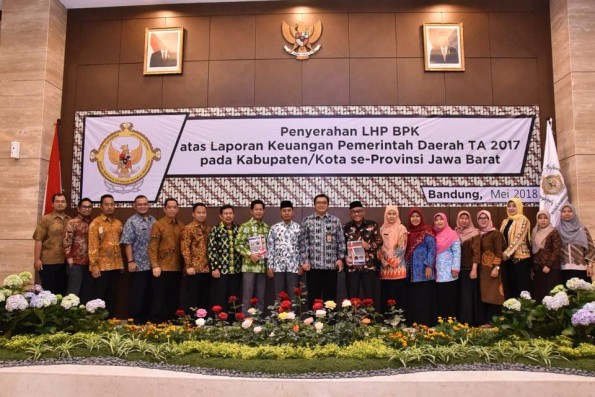 Penyerahan LHP BPK
atas Laporan Keuangan Pemerintah Daerah TA 2017
pada Kabupaten/Kota se-Provinsi Jawa Barat
Bandung, Mei 2018